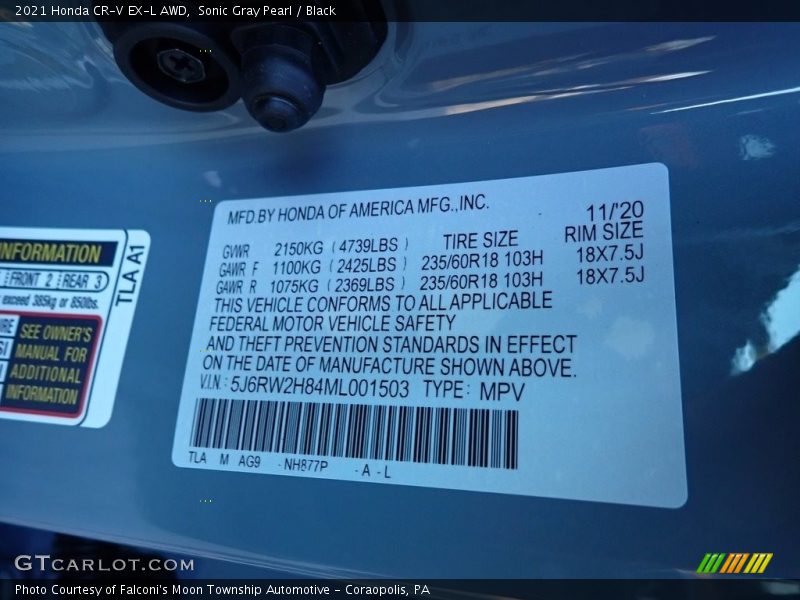 2021 Honda CR-V EX-L AWD, Sonic Gray Pearl / Black
MFD.BY HONDA OF AMERICA MFG.,INC. 11/'20
GVWR 2150KG ( 4739LBS ) TIRE SIZE RIM SIZE
GAWR F 1100KG ( 2425LBS ) 235/60R18 103H 18X7.5J
GAWR R 1075KG ( 2369LBS ) 235/60R18 103H 18X7.5J
THIS VEHICLE CONFORMS TO ALL APPLICABLE
FEDERAL MOTOR VEHICLE SAFETY
AND THEFT PREVENTION STANDARDS IN EFFECT
ON THE DATE OF MANUFACTURE SHOWN ABOVE.
V.I.N.: 5J6RW2H84ML001503 TYPE: MPV
TLA M AG9 -NH877P -A-L
INFORMATION
FRONT 2 REAR 3
exceed 385kg or 850lbs.
TLA A1
SEE OWNER'S
MANUAL FOR
ADDITIONAL
INFORMATION
GTCARLOT.COM
Photo Courtesy of Falconi's Moon Township Automotive - Coraopolis, PA